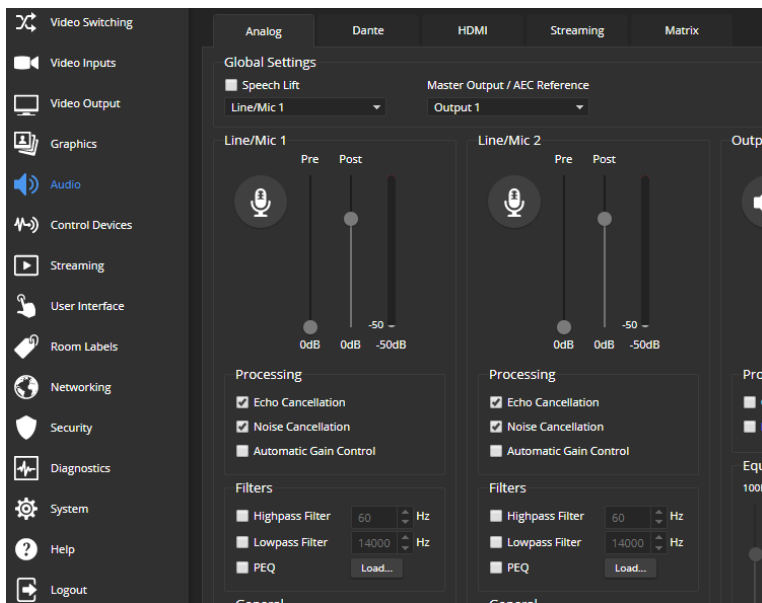 Video Switching
Video Inputs
Video Output
Graphics
Audio
Control Devices
Streaming
User Interface
Room Labels
Networking
Security
Diagnostics
System
Help
Logout
Analog Dante HDMI Streaming Matrix
Global Settings
Speech Lift Master Output / AEC Reference
Line/Mic 1 Output 1
Line/Mic 1
Pre Post
-50
0dB 0dB -50dB
Processing
Echo Cancellation
Noise Cancellation
Automatic Gain Control
Filters
Highpass Filter 60 Hz
Lowpass Filter 14000 Hz
PEQ Load...
General
Line/Mic 2
Pre Post
-50
0dB 0dB -50dB
Processing
Echo Cancellation
Noise Cancellation
Automatic Gain Control
Filters
Highpass Filter 60 Hz
Lowpass Filter 14000 Hz
PEQ Load...
General
Outp
Pro
Equ